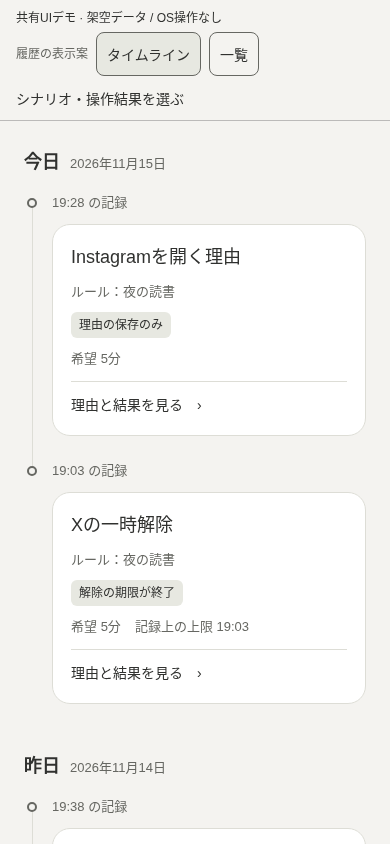 共有UIデモ · 架空データ / OS操作なし
履歴の表示案 タイムライン 一覧
シナリオ・操作結果を選ぶ
今日 2026年11月15日
19:28 の記録
Instagramを開く理由
ルール：夜の読書
理由の保存のみ
希望 5分
理由と結果を見る ›
19:03 の記録
Xの一時解除
ルール：夜の読書
解除の期限が終了
希望 5分 記録上の上限 19:03
理由と結果を見る ›
昨日 2026年11月14日
19:38 の記録